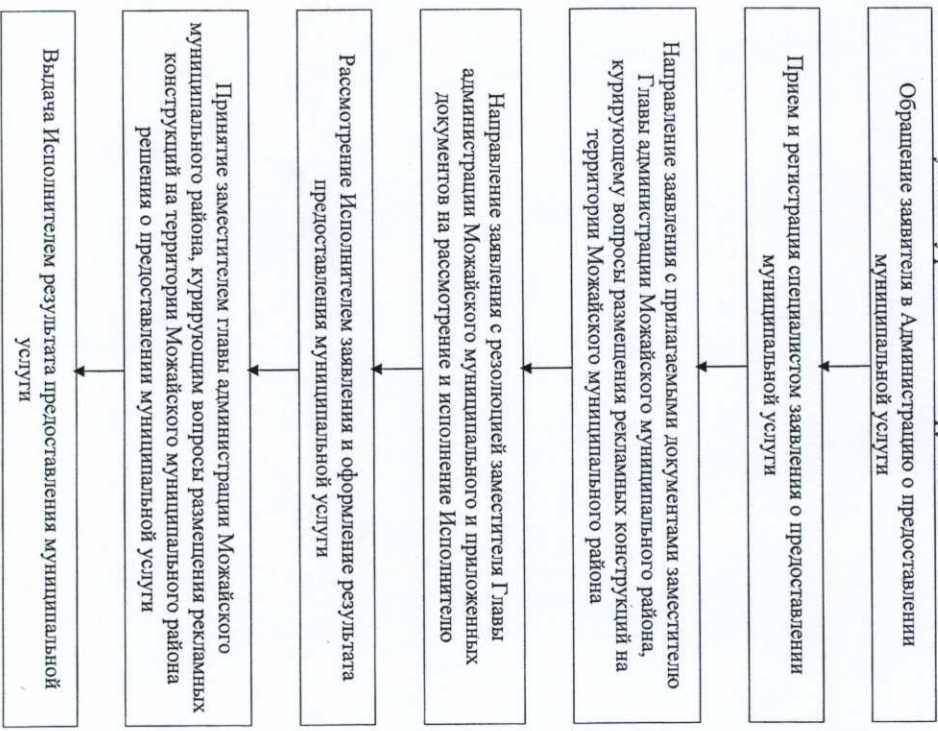 Обращение заявителя в Администрацию о предоставлении
муниципальной услуги
Прием и регистрация специалистом заявления о предоставлении
муниципальной услуги
Направление заявления с прилагаемыми документами заместителю
Главы администрации Можайского муниципального района,
курирующему вопросы размещения рекламных конструкций на
территории Можайского муниципального района
Направление заявления с резолюцией заместителя Главы
администрации Можайского муниципального и приложенных
документов на рассмотрение и исполнение Исполнителю
Рассмотрение Исполнителем заявления и оформление результата
предоставления муниципальной услуги
Принятие заместителем главы администрации Можайского
муниципального района, курирующим вопросы размещения рекламных
конструкций на территории Можайского муниципального района
решения о предоставлении муниципальной услуги
Выдача Исполнителем результата предоставления муниципальной
услуги